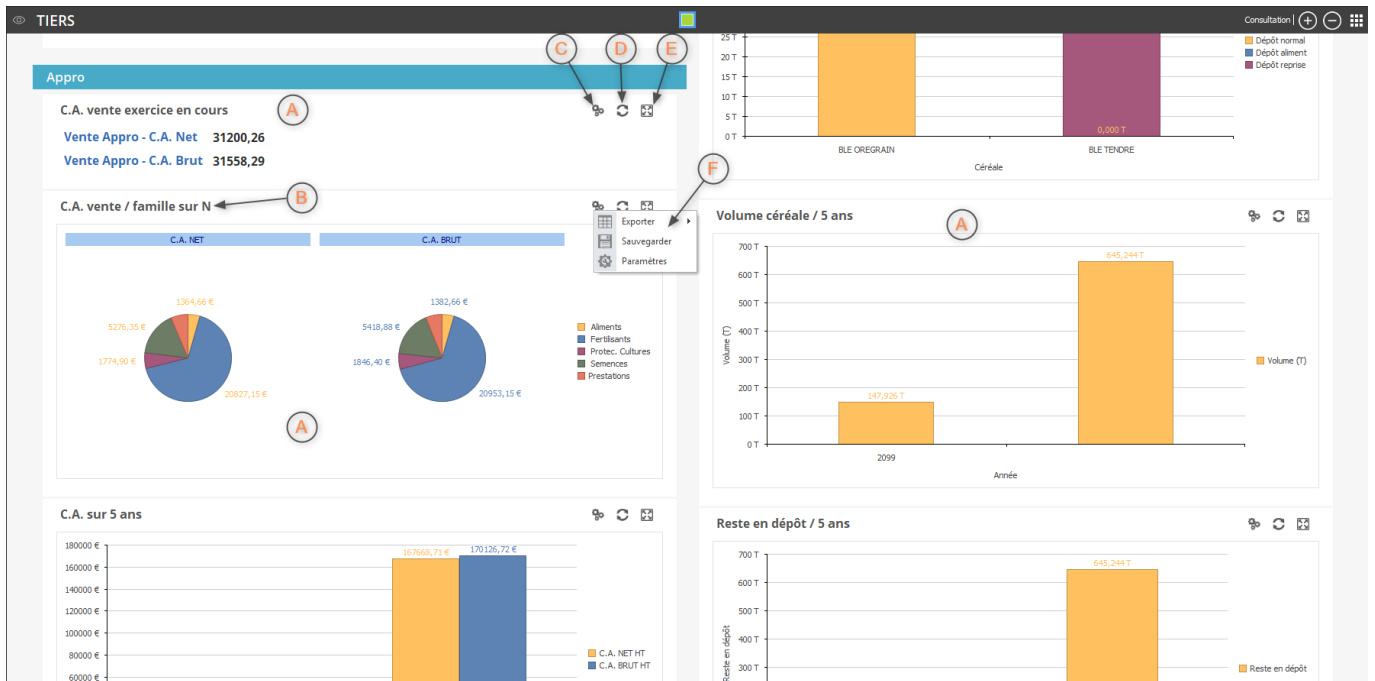 TIERS
Consultation |
C
D
E
Appro
C.A. vente exercice en cours
A
Vente Appro - C.A. Net 31200,26
Vente Appro - C.A. Brut 31558,29
C.A. vente / famille sur N
B
F
Exporter
Sauvegarder
Paramètres
C.A. NET
C.A. BRUT
1364,66 €
5276,35 €
1774,90 €
20827,15 €
1382,66 €
5418,88 €
1846,40 €
20953,15 €
Aliments
Fertilisants
Protec. Cultures
Semences
Prestations
A
C.A. sur 5 ans
180000 €
160000 €
140000 €
120000 €
100000 €
80000 €
60000 €
167668,71 €
170126,72 €
C.A. NET HT
C.A. BRUT HT
25 T
20 T
15 T
10 T
5 T
0 T
0,000 T
BLE OREGRAIN
BLE TENDRE
Céréale
Dépôt normal
Dépôt aliment
Dépôt reprise
Volume céréale / 5 ans
A
700 T
600 T
500 T
400 T
300 T
200 T
100 T
0 T
Volume (T)
147,926 T
645,244 T
2099
Année
Volume (T)
Reste en dépôt / 5 ans
700 T
600 T
500 T
400 T
300 T
Reste en dépôt
645,244 T
Reste en dépôt